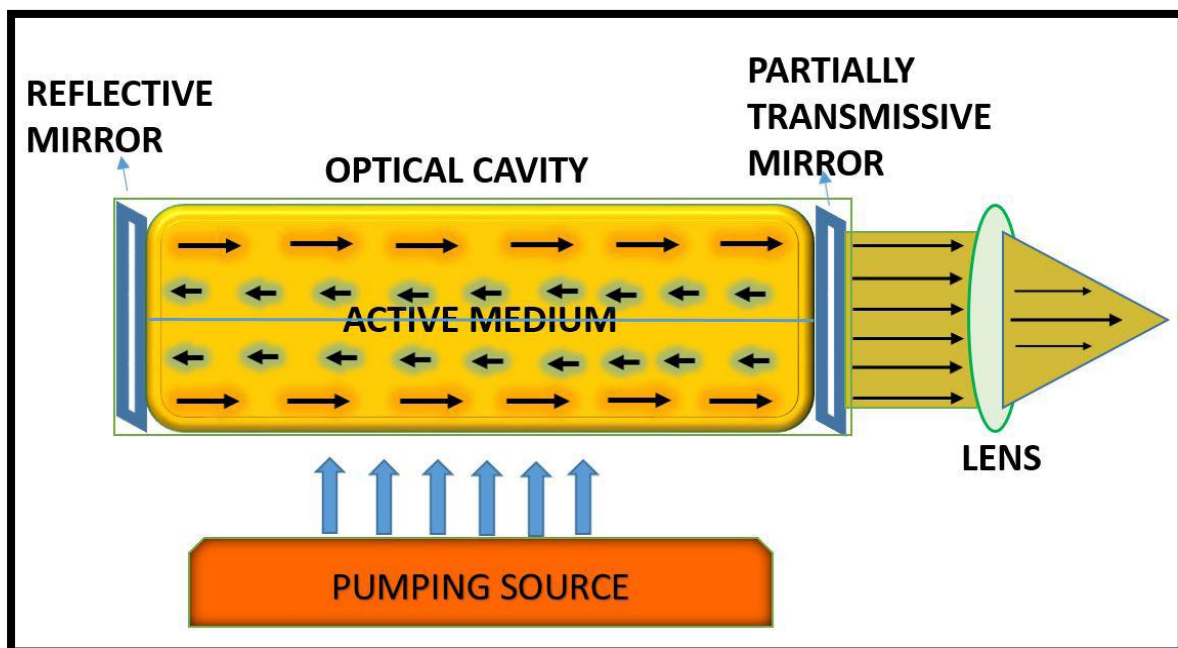 REFLECTIVE
MIRROR
OPTICAL CAVITY
PARTIALLY
TRANSMISSIVE
MIRROR
ACTIVE MEDIUM
LENS
PUMPING SOURCE